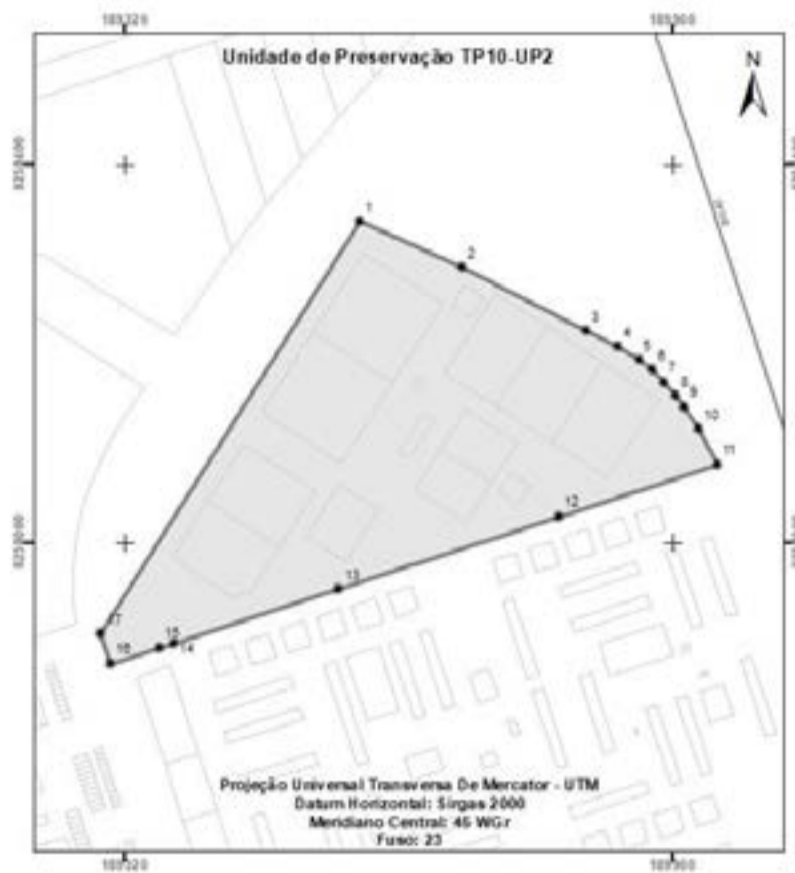 Unidade de Preservação TP10-UP2
N
1
2
3
4
5
6
7
8
9
10
11
12
13
17
15
14
16
Projeção Universal Transversa De Mercator - UTM
Datum Horizontal: Sirgas 2000
Meridiano Central: 45 WGr
Fuso: 23